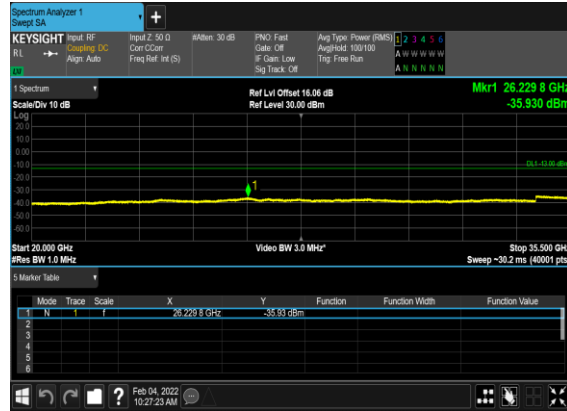 Spectrum Analyzer 1
Swept SA
+
KEYSIGHT Input: RF Input Z: 50 Ω #Atten: 30 dB PNO: Fast Avg Type: Power (RMS) 1 2 3 4 5 6
RL Coupling: DC Corr CCorr Gate: Off Avg|Hold: 100/100 A W W W W W
Align: Auto Freq Ref: Int (S) IF Gain: Low Trig: Free Run
Sig Track: Off A N N N N N
1 Spectrum Ref Lvl Offset 16.06 dB Mkr1 26.229 8 GHz
Scale/Div 10 dB Ref Level 30.00 dBm -35.930 dBm
Log
20.0
10.0
0.00
-10.0 DL1 -13.00 dBm
-20.0
-30.0 1
-40.0
-50.0
-60.0
Start 20.000 GHz Video BW 3.0 MHz* Stop 35.500 GHz
#Res BW 1.0 MHz Sweep ~30.2 ms (40001 pts)
5 Marker Table
Mode Trace Scale X Y Function Function Width Function Value
1 N 1 f 26.229 8 GHz -35.93 dBm
2
3
4
5
6
? Feb 04, 2022
10:27:23 AM